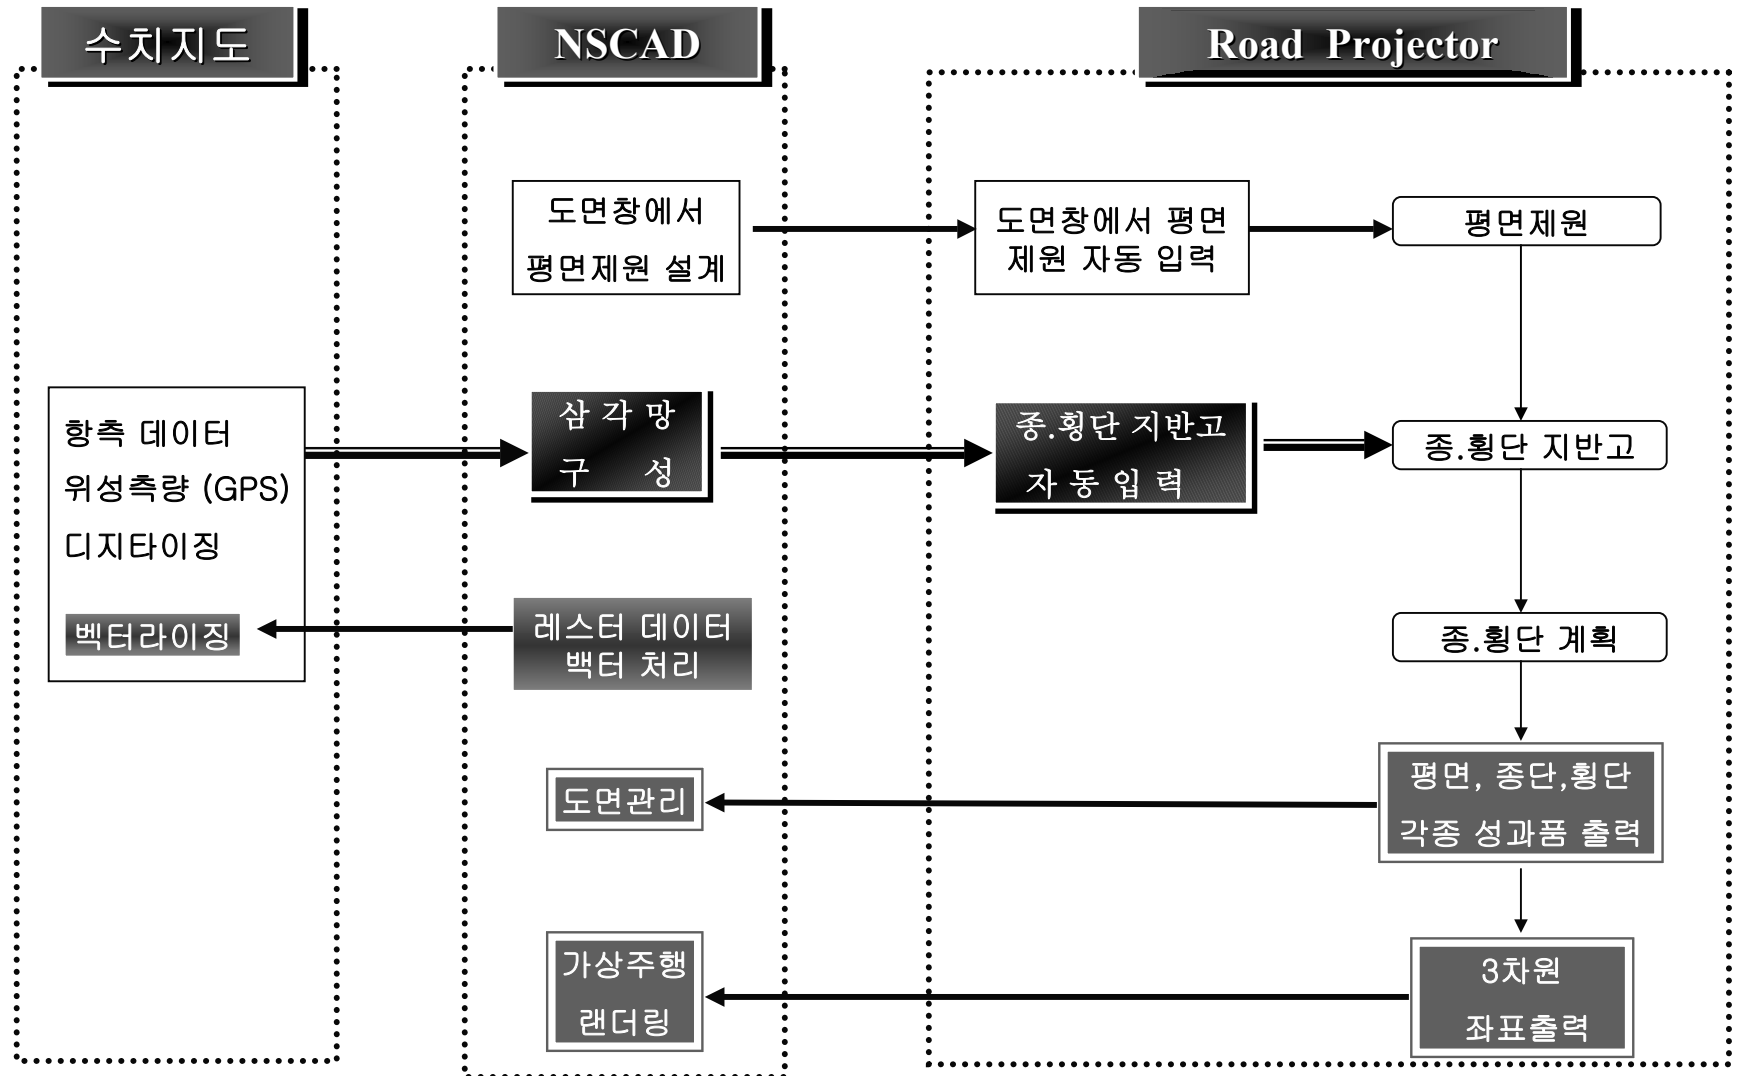 수치지도
NSCAD
Road Projector
도면창에서
평면제원 설계
도면창에서 평면
제원 자동 입력
평면제원
항측 데이터
위성측량 (GPS)
디지타이징
벡터라이징
삼 각 망
구 성
종.횡단 지반고
자 동 입 력
종.횡단 지반고
레스터 데이터
백터 처리
종.횡단 계획
도면관리
평면, 종단,횡단
각종 성과품 출력
가상주행
랜더링
3차원
좌표출력